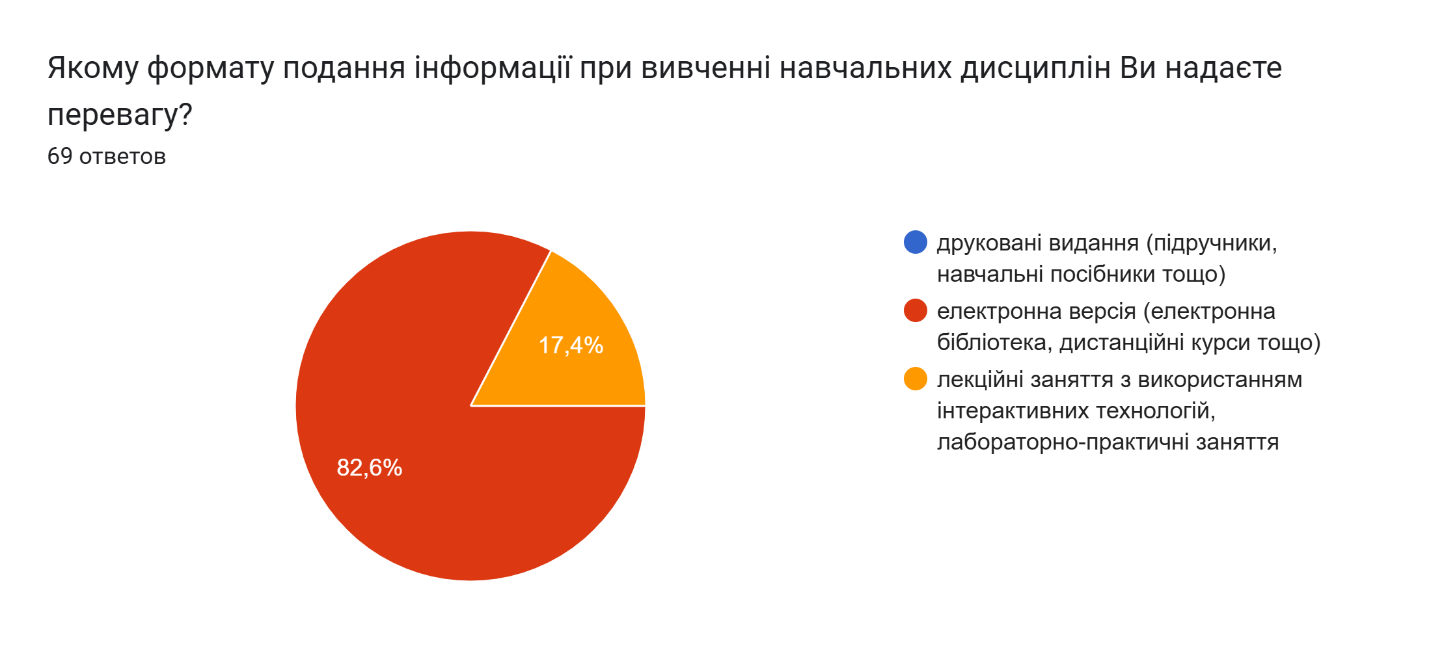 Якому формату подання інформації при вивченні навчальних дисциплін Ви надаєте
перевагу?
69 ответов
17,4%
82,6%
друковані видання (підручники,
навчальні посібники тощо)
електронна версія (електронна
бібліотека, дистанційні курси тощо)
лекційні заняття з використанням
інтерактивних технологій,
лабораторно-практичні заняття